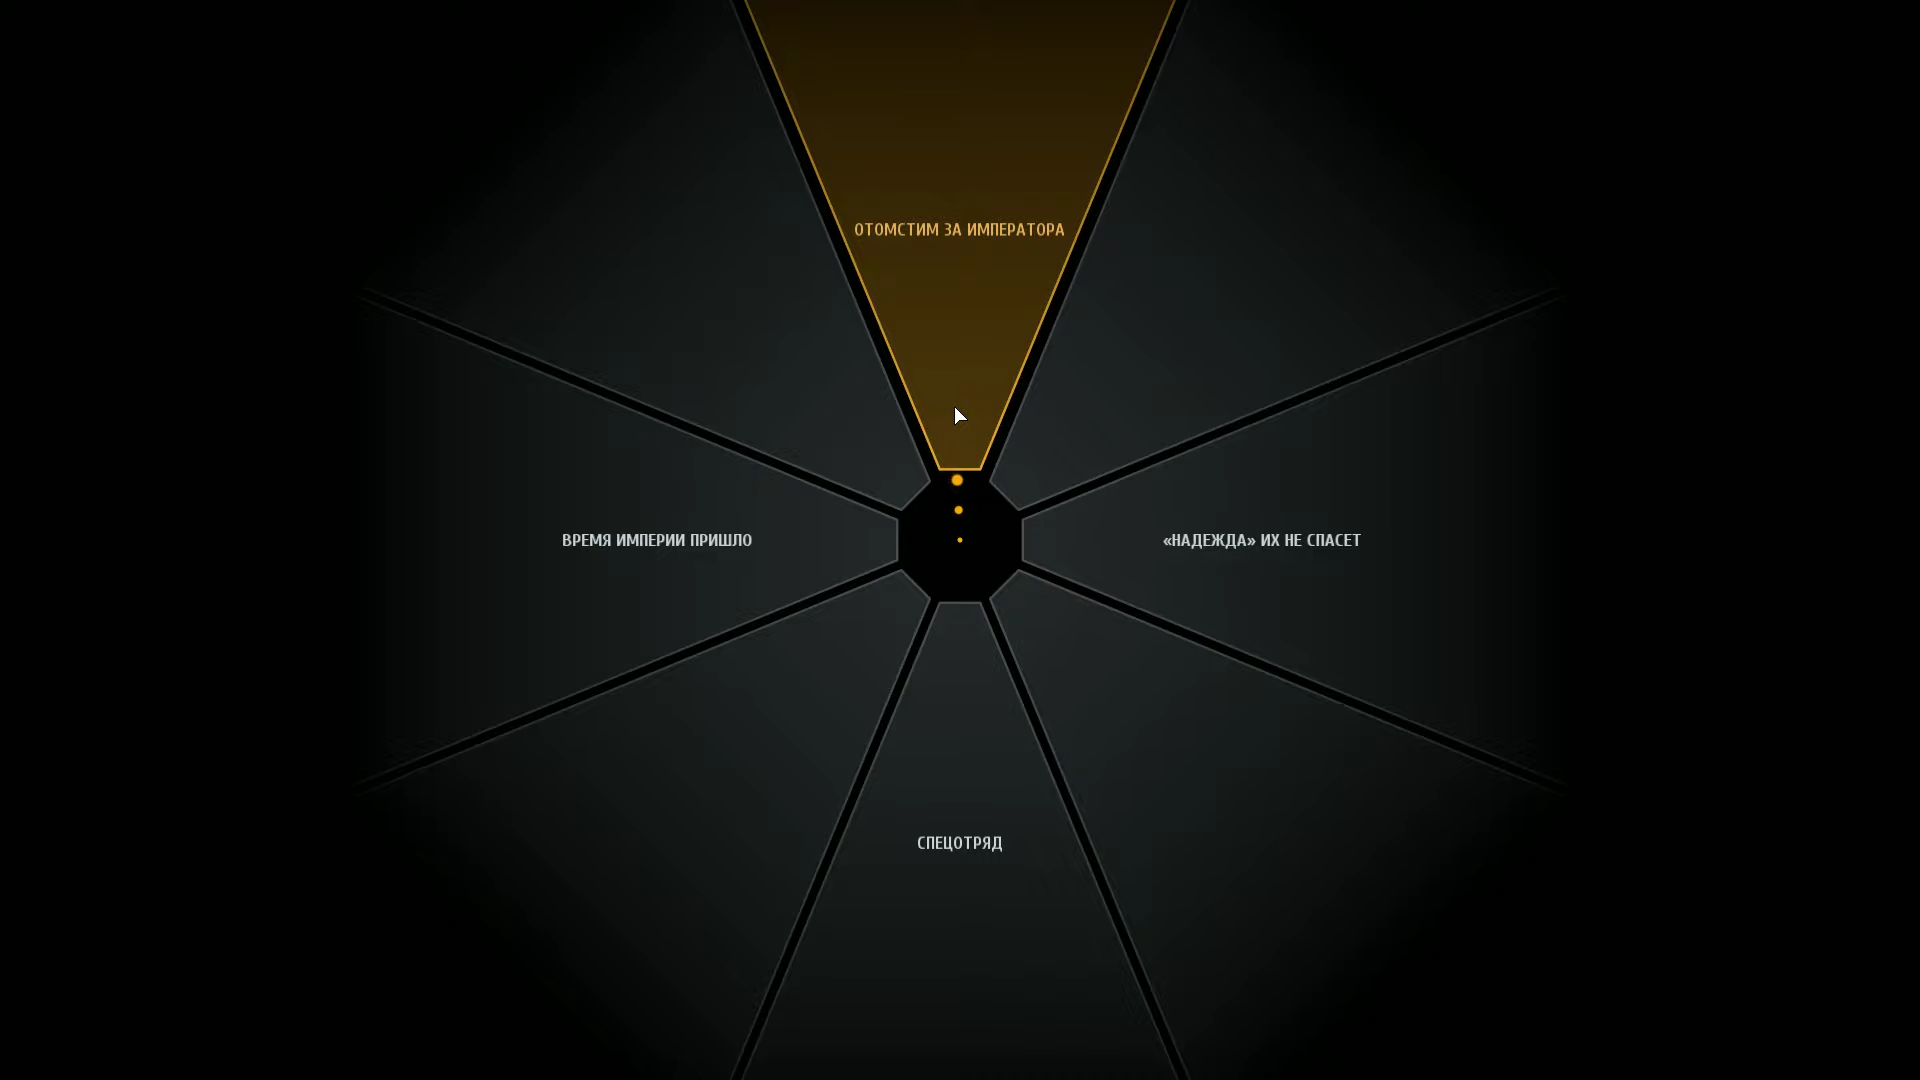 ОТОМСТИМ ЗА ИМПЕРАТОРА
ВРЕМЯ ИМПЕРИИ ПРИШЛО
«НАДЕЖДА» ИХ НЕ СПАСЕТ
СПЕЦОТРЯД